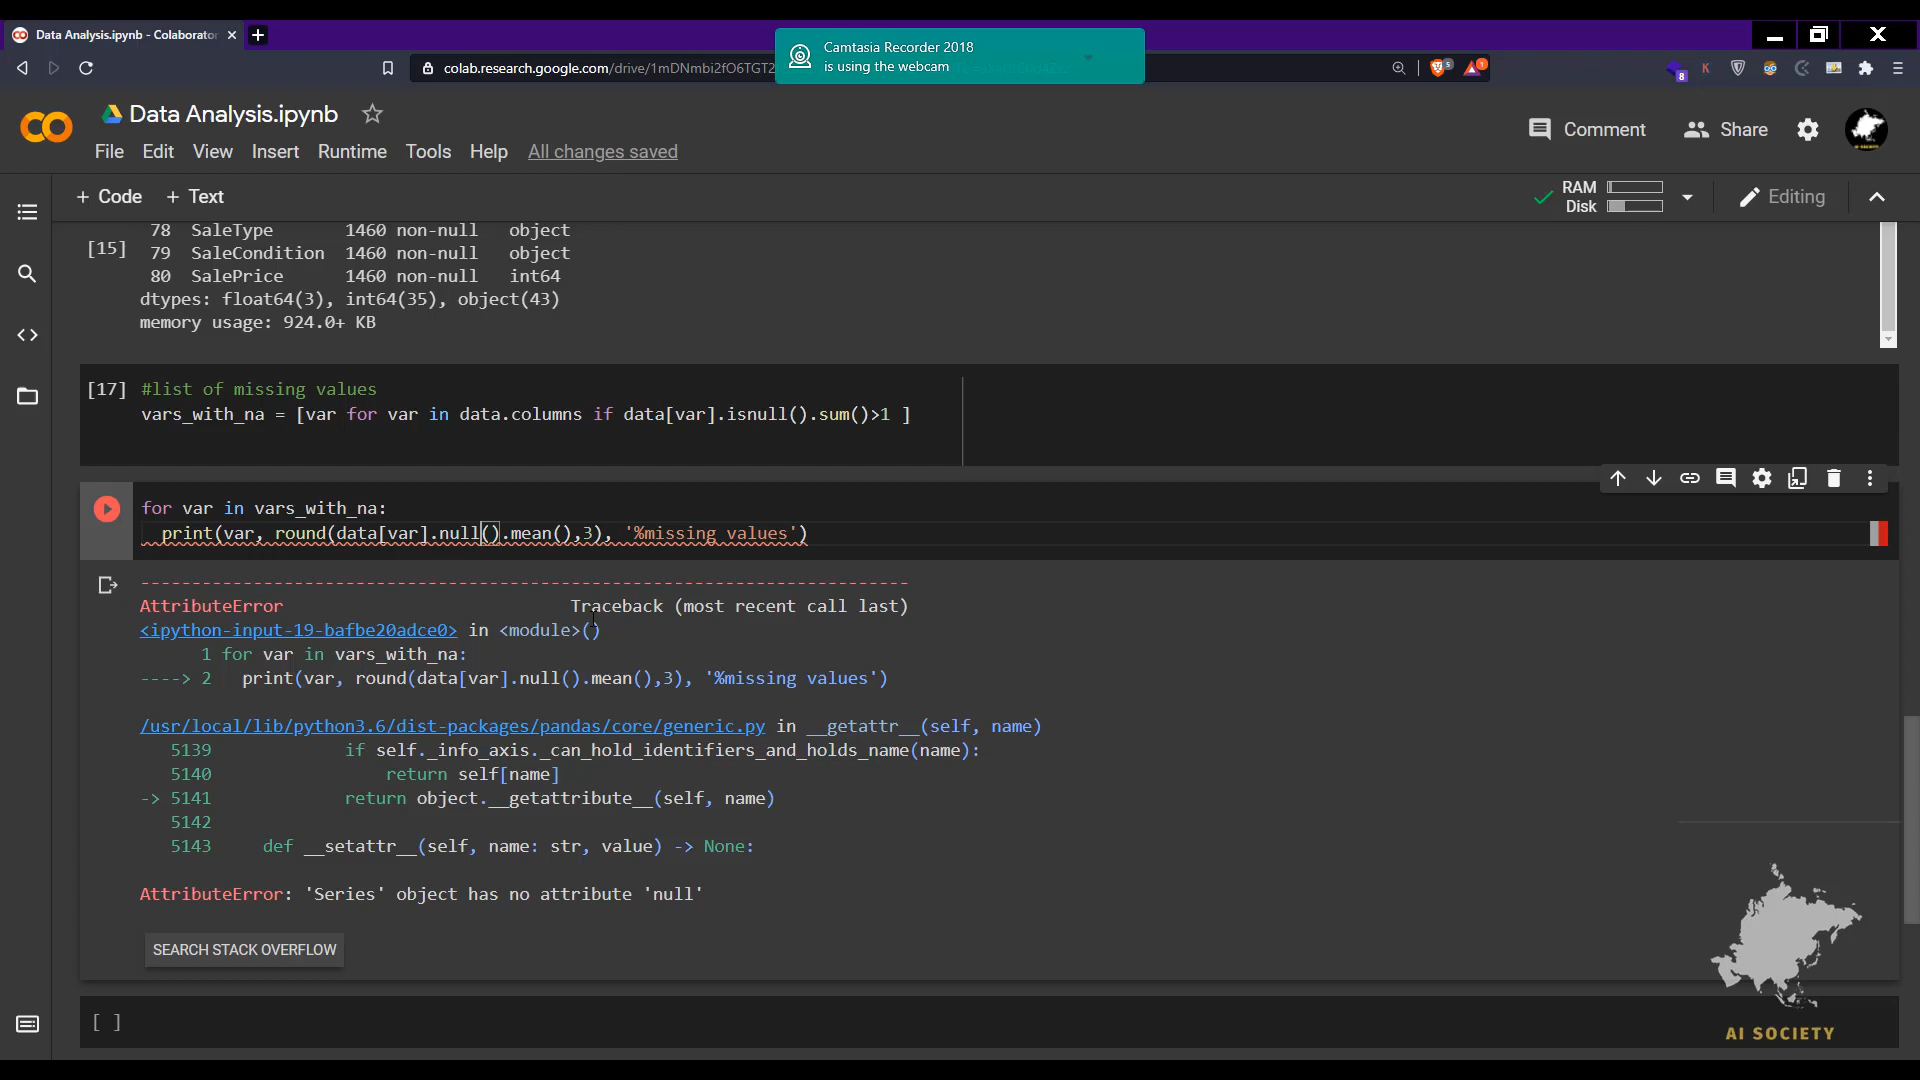 Data Analysis.ipynb - Colaborator
Camtasia Recorder 2018
is using the webcam
colab.research.google.com/drive/1mDNmbi2fO6TGT2
5
1
8
K
CO
Data Analysis.ipynb
Comment
Share
File Edit View Insert Runtime Tools Help All changes saved
+ Code + Text
RAM
Disk
Editing
[15]
78 SaleType 1460 non-null object
79 SaleCondition 1460 non-null object
80 SalePrice 1460 non-null int64
dtypes: float64(3), int64(35), object(43)
memory usage: 924.0+ KB
[17] #list of missing values
vars_with_na = [var for var in data.columns if data[var].isnull().sum()>1 ]
for var in vars_with_na:
print(var, round(data[var].null().mean(),3), '%missing values')
---------------------------------------------------------------------------
AttributeError Traceback (most recent call last)
<ipython-input-19-bafbe20adce0> in <module>()
1 for var in vars_with_na:
----> 2 print(var, round(data[var].null().mean(),3), '%missing values')
/usr/local/lib/python3.6/dist-packages/pandas/core/generic.py in __getattr__(self, name)
5139 if self._info_axis._can_hold_identifiers_and_holds_name(name):
5140 return self[name]
-> 5141 return object.__getattribute__(self, name)
5142
5143 def __setattr__(self, name: str, value) -> None:
AttributeError: 'Series' object has no attribute 'null'
SEARCH STACK OVERFLOW
[ ]
AI SOCIETY